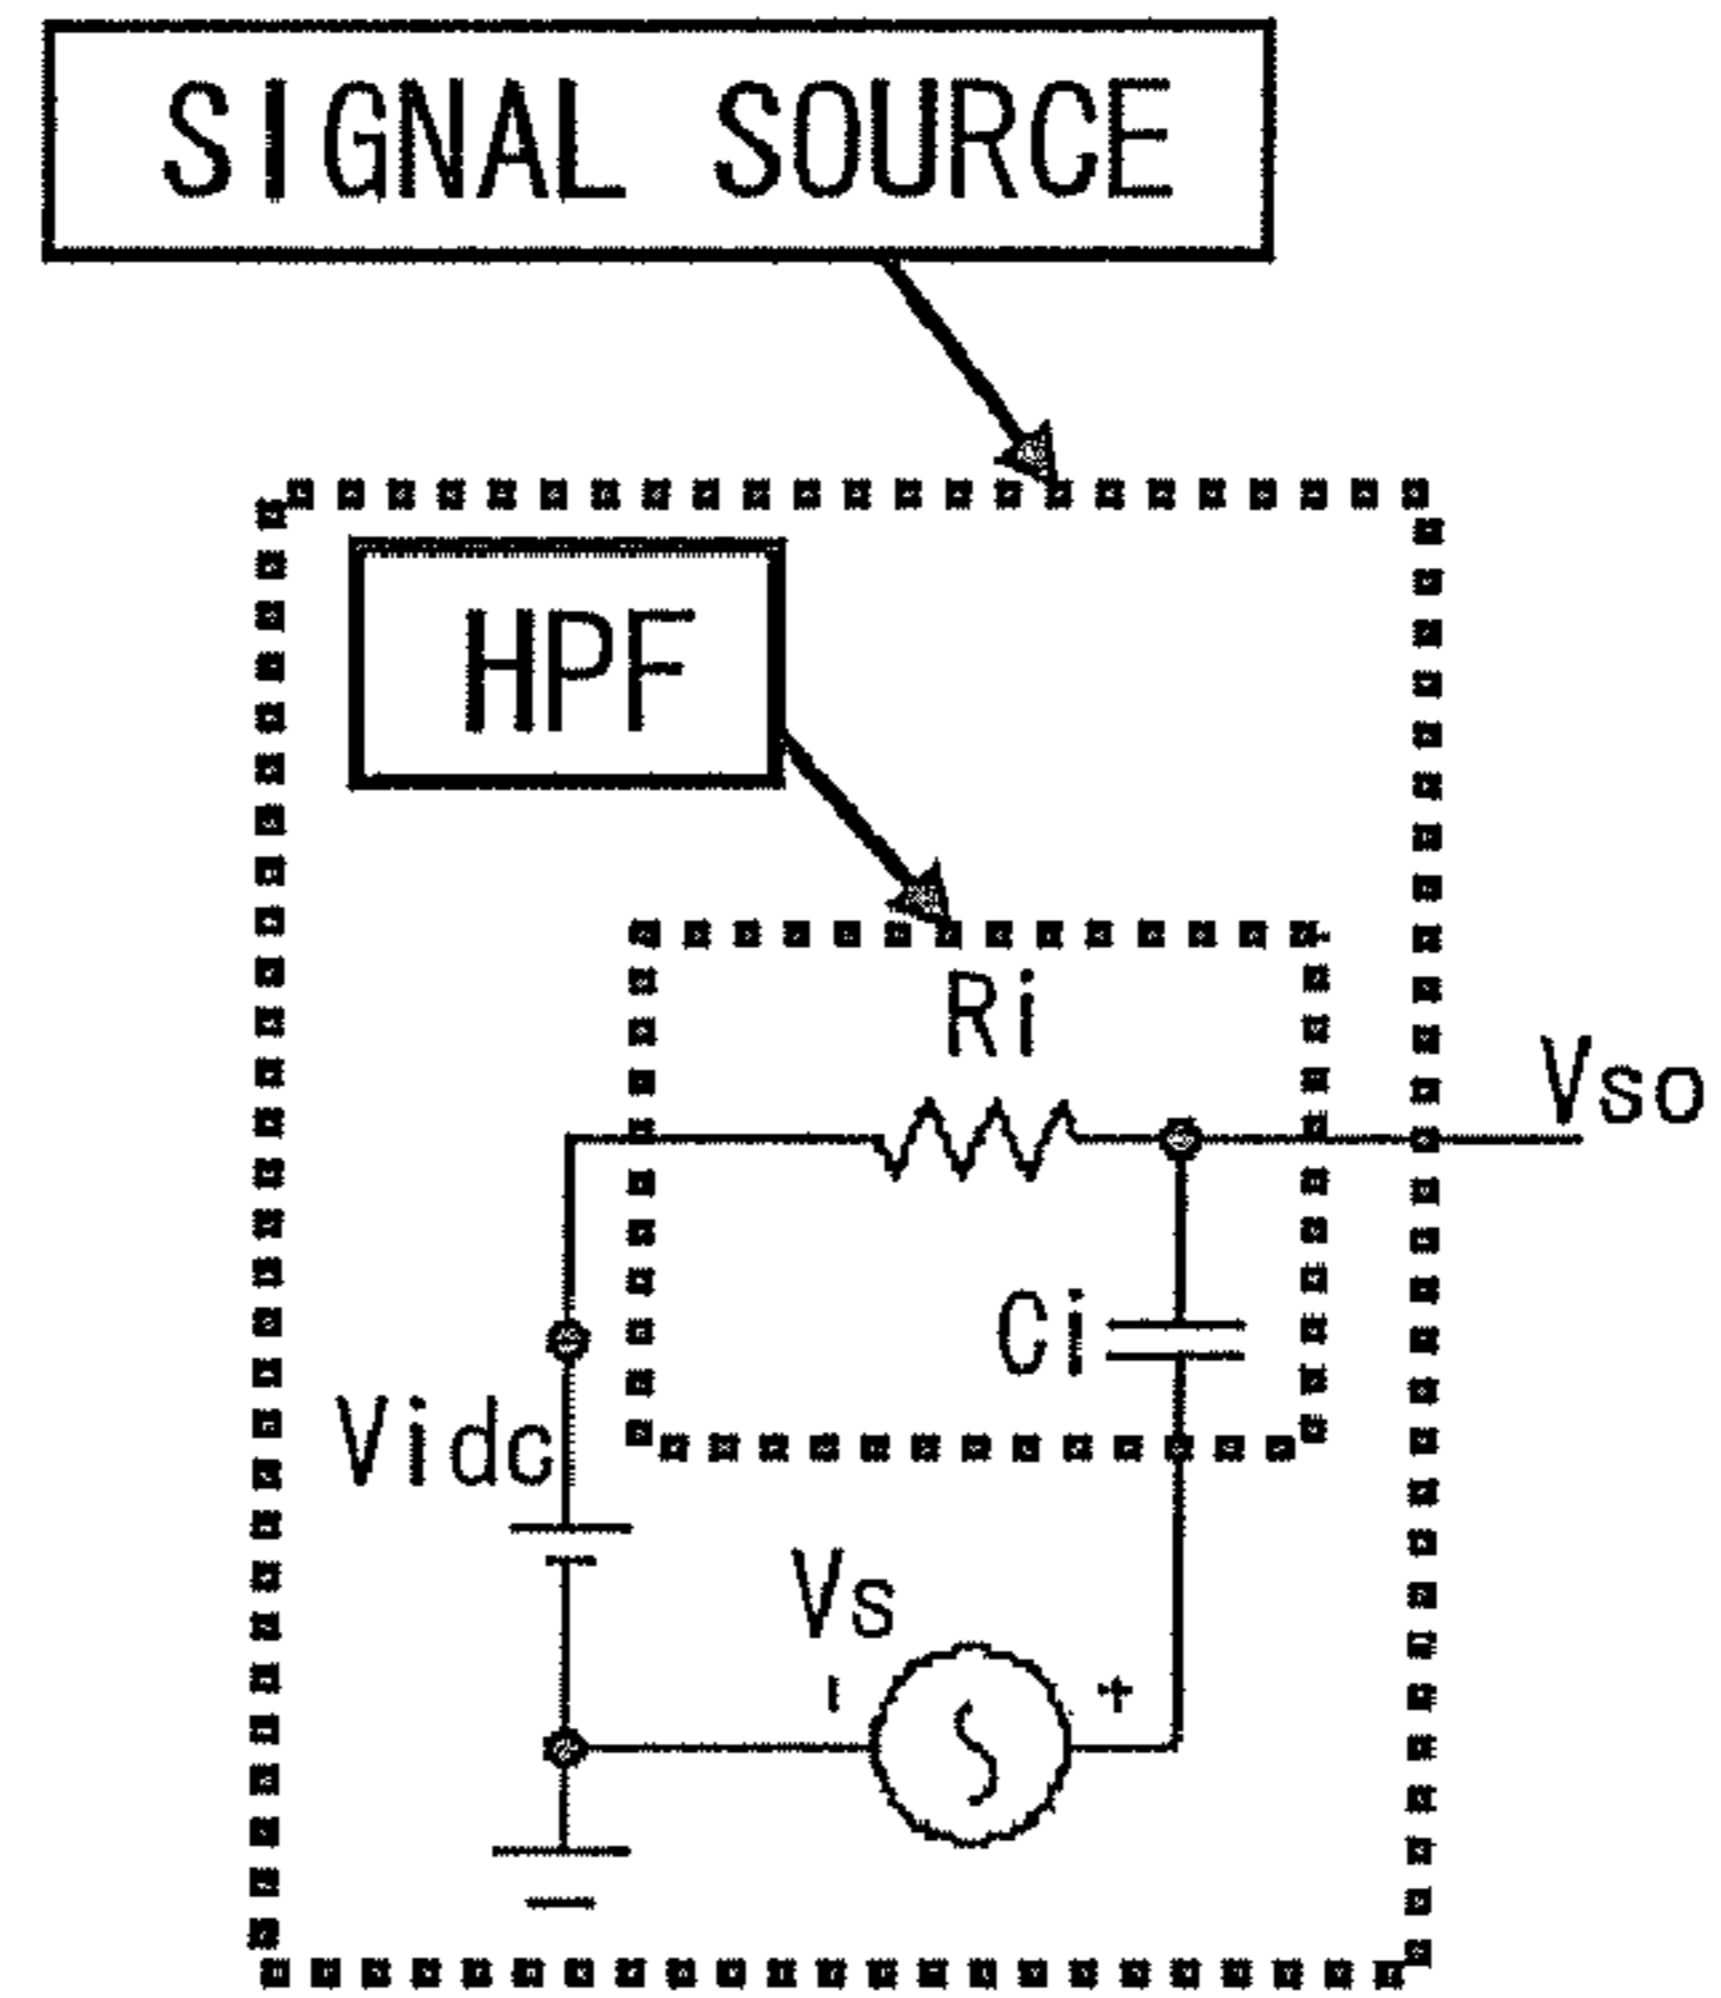 SIGNAL SOURCE
HPF
Ri
Vso
Ci
Vidc
Vs
- +